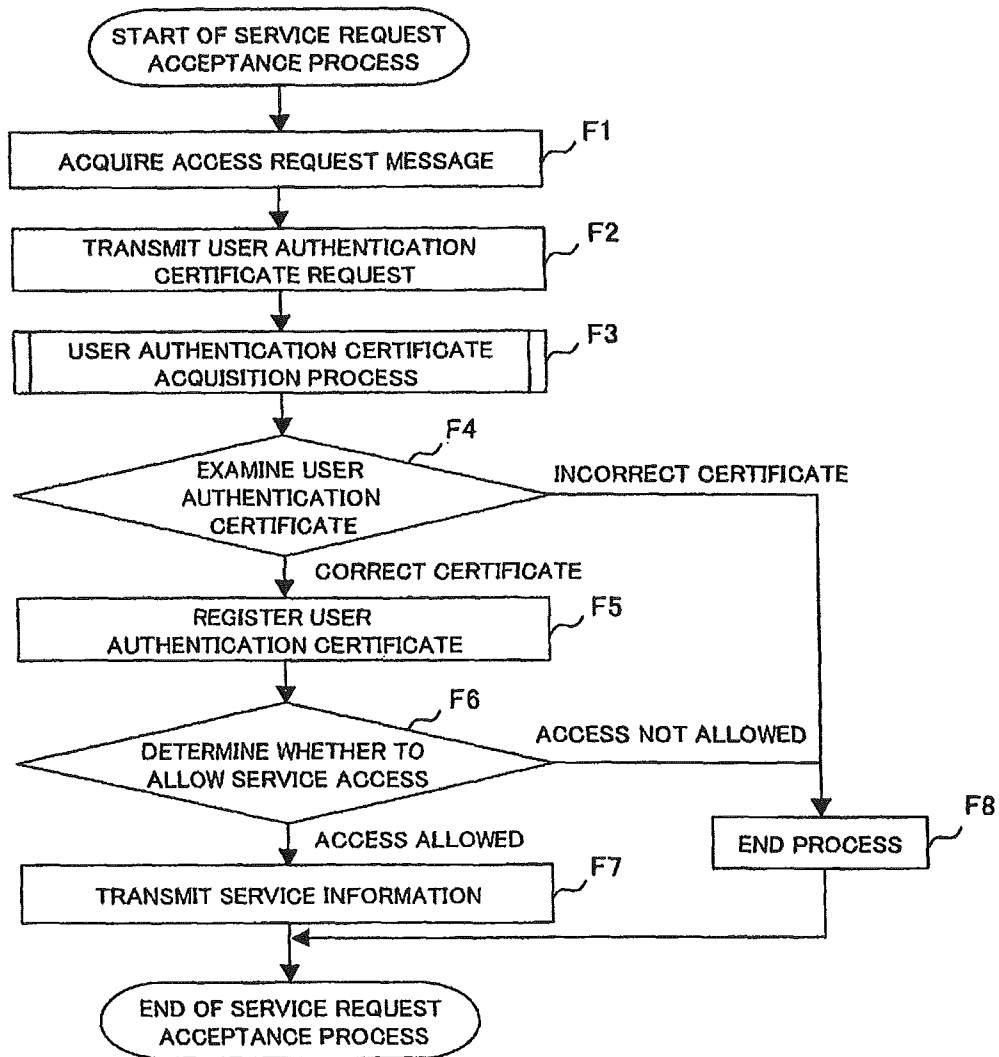 START OF SERVICE REQUEST
ACCEPTANCE PROCESS
F1
ACQUIRE ACCESS REQUEST MESSAGE
F2
TRANSMIT USER AUTHENTICATION
CERTIFICATE REQUEST
F3
USER AUTHENTICATION CERTIFICATE
ACQUISITION PROCESS
F4
EXAMINE USER
AUTHENTICATION
CERTIFICATE
INCORRECT CERTIFICATE
CORRECT CERTIFICATE
F5
REGISTER USER
AUTHENTICATION CERTIFICATE
F6
DETERMINE WHETHER TO
ALLOW SERVICE ACCESS
ACCESS NOT ALLOWED
F8
END PROCESS
ACCESS ALLOWED
F7
TRANSMIT SERVICE INFORMATION
END OF SERVICE REQUEST
ACCEPTANCE PROCESS